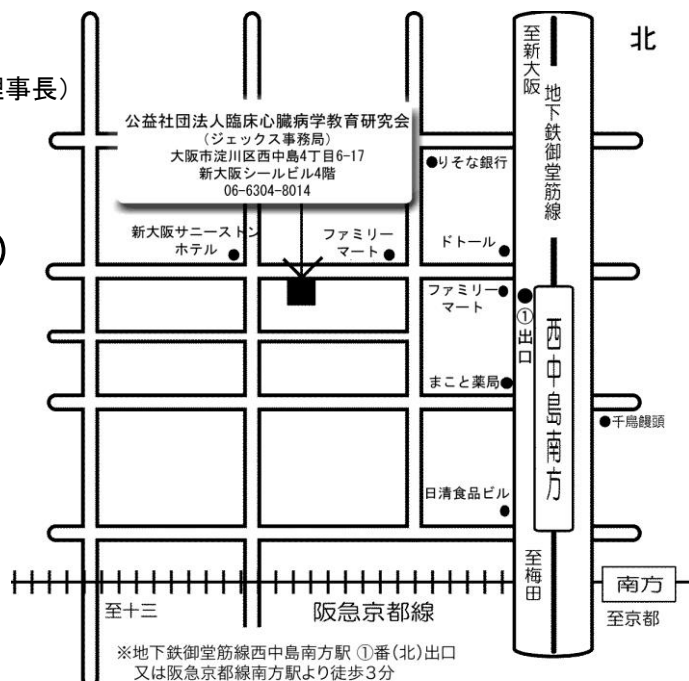 北
至新大阪
地下鉄御堂筋線
理事長）
公益社団法人臨床心臓病学教育研究会
（ジェックス事務局）
大阪市淀川区西中島4丁目6-17
新大阪シールビル4階
06-6304-8014
りそな銀行
）
新大阪サニーストン
ホテル
ファミリー
マート
ドトール
ファミリー
マート
①出口
西中島南方
まこと薬局
千鳥饅頭
日清食品ビル
至梅田
南方
至十三
阪急京都線
至京都
※地下鉄御堂筋線西中島南方駅 ①番(北)出口
又は阪急京都線南方駅より徒歩3分